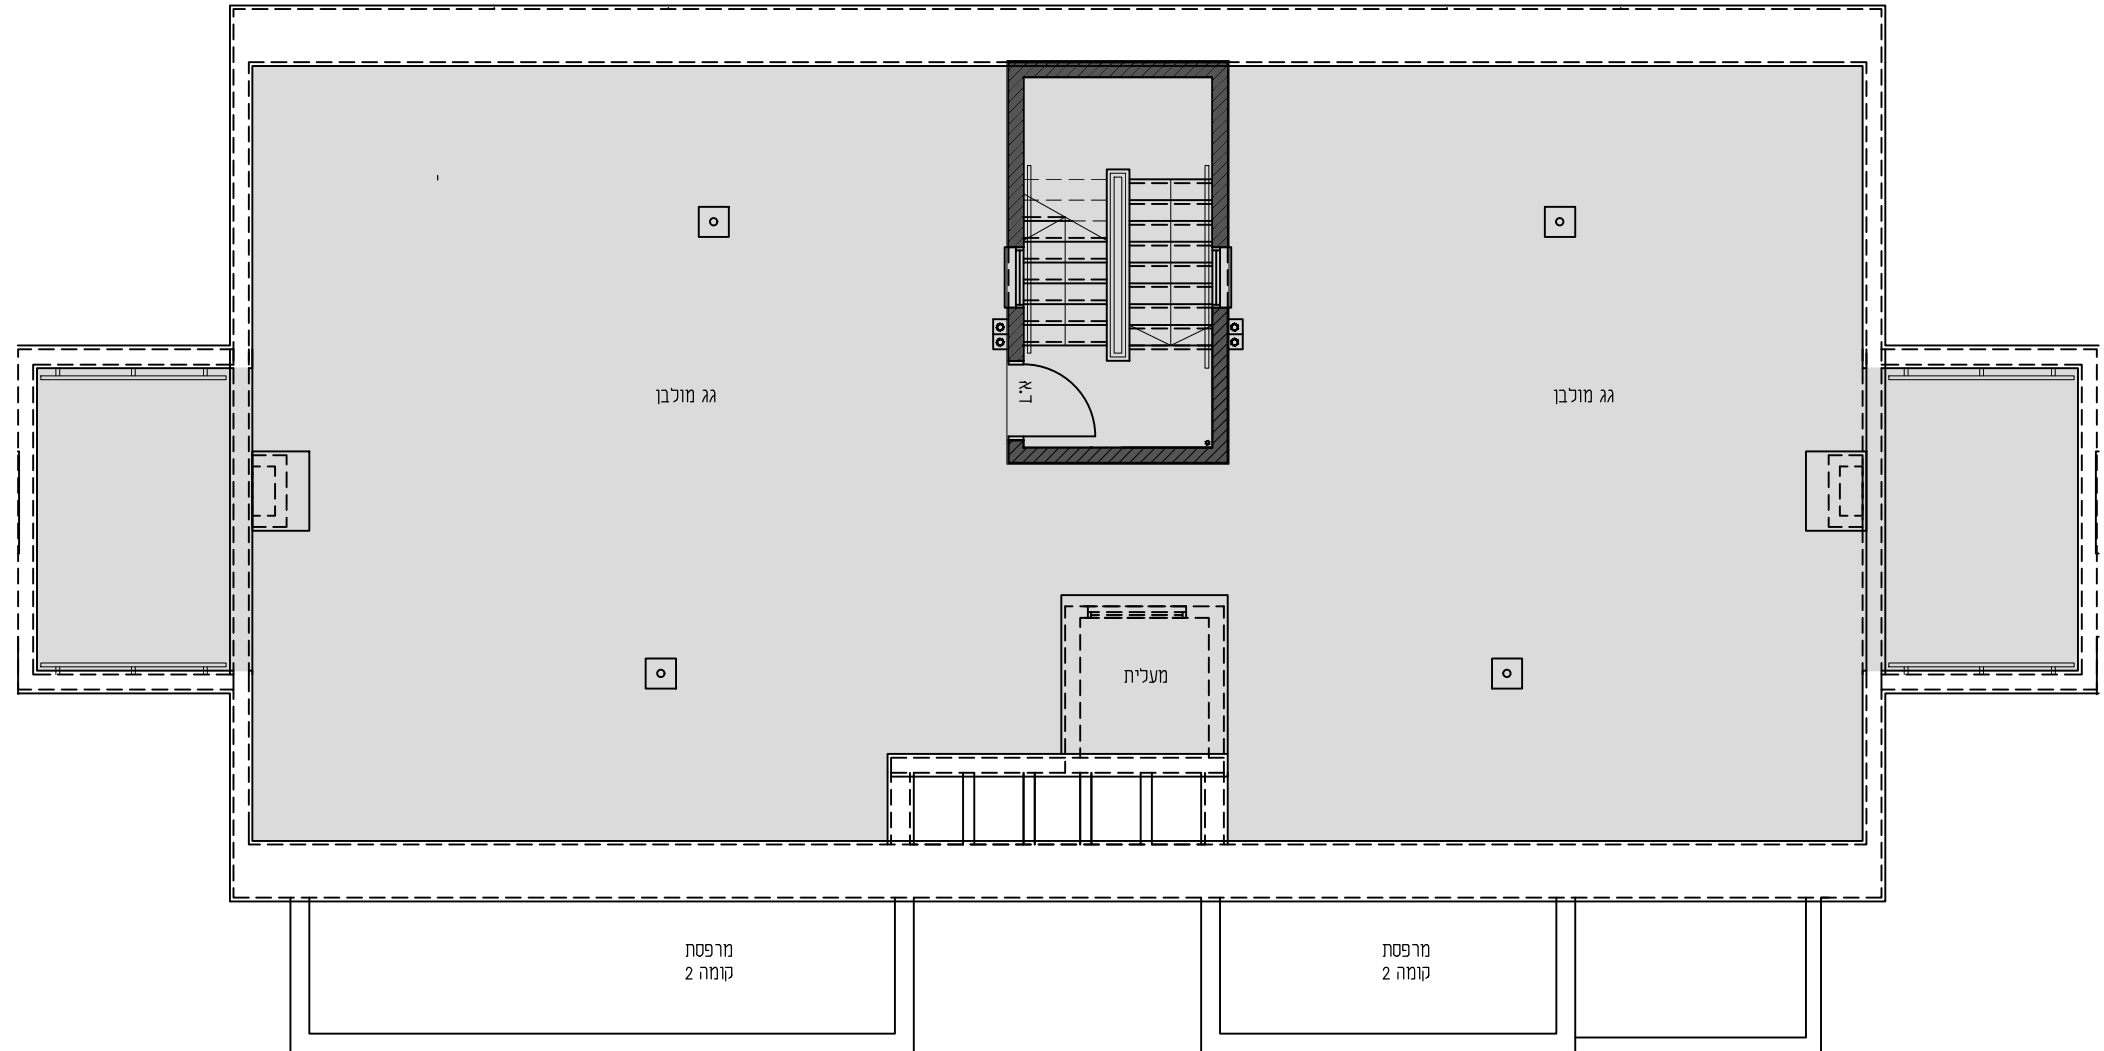 גג מולבן
גג מולבן
א.ד
מעלית
מרפסת
קומה 2
מרפסת
קומה 2